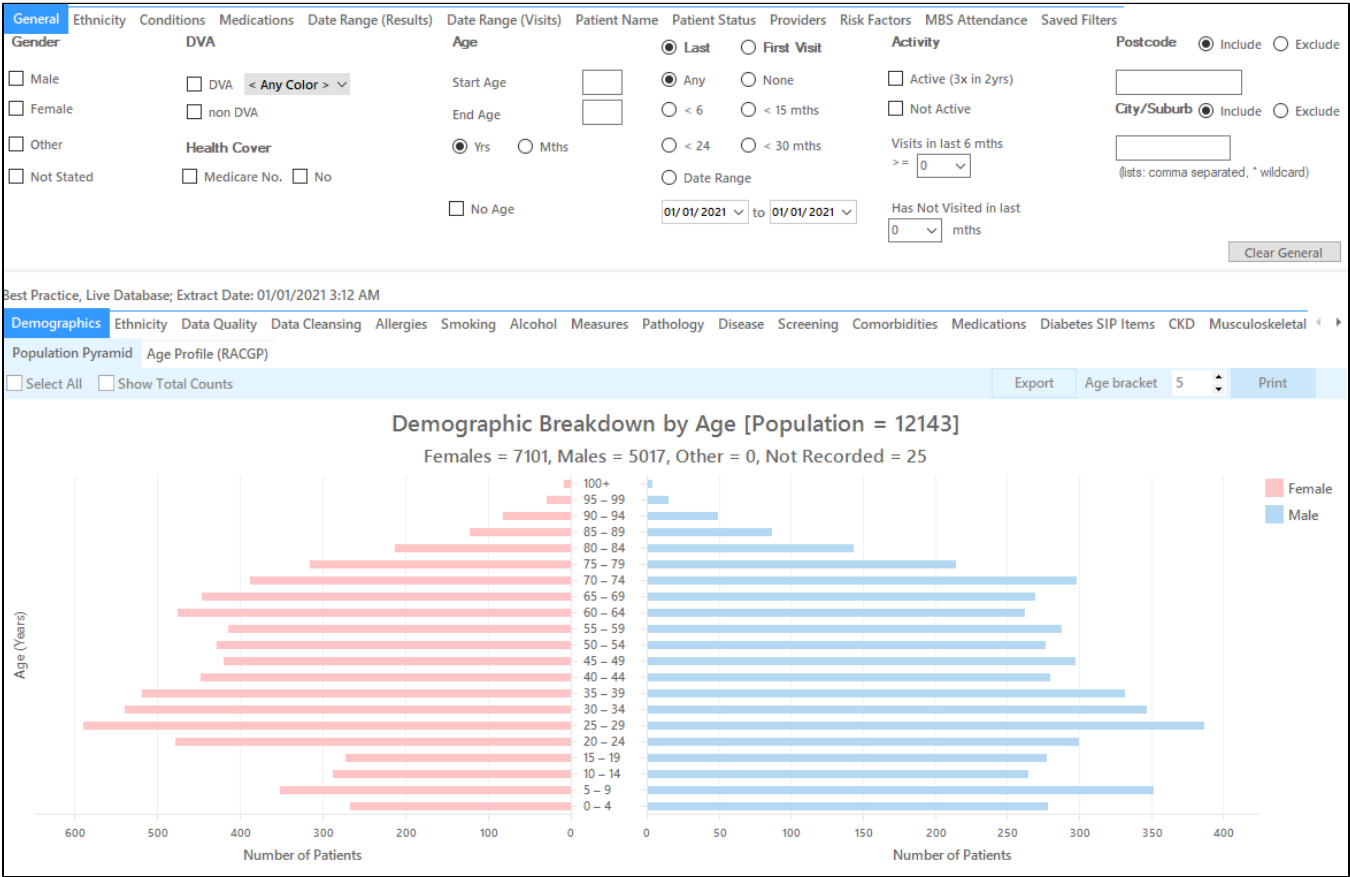 General Ethnicity Conditions Medications Date Range (Results) Date Range (Visits) Patient Name Patient Status Providers Risk Factors MBS Attendance Saved Filters
Gender DVA Age Last First Visit Activity Postcode Include Exclude
Male DVA < Any Color > Start Age Any None Active (3x in 2yrs)
Female non DVA End Age < 6 < 15 mths Not Active City/Suburb Include Exclude
Other Health Cover Yrs Mths < 24 < 30 mths Visits in last 6 mths
>= 0
Not Stated Medicare No. No Date Range (lists: comma separated, * wildcard)
No Age 01/01/2021 to 01/01/2021 Has Not Visited in last
0 mths
Clear General
Best Practice, Live Database; Extract Date: 01/01/2021 3:12 AM
Demographics Ethnicity Data Quality Data Cleansing Allergies Smoking Alcohol Measures Pathology Disease Screening Comorbidities Medications Diabetes SIP Items CKD Musculoskeletal
Population Pyramid Age Profile (RACGP)
Select All Show Total Counts Export Age bracket 5 Print
Demographic Breakdown by Age [Population = 12143]
Females = 7101, Males = 5017, Other = 0, Not Recorded = 25
Female
Male
Age (Years)
100+
95 – 99
90 – 94
85 – 89
80 – 84
75 – 79
70 – 74
65 – 69
60 – 64
55 – 59
50 – 54
45 – 49
40 – 44
35 – 39
30 – 34
25 – 29
20 – 24
15 – 19
10 – 14
5 – 9
0 – 4
600 500 400 300 200 100 0 0 50 100 150 200 250 300 350 400
Number of Patients Number of Patients